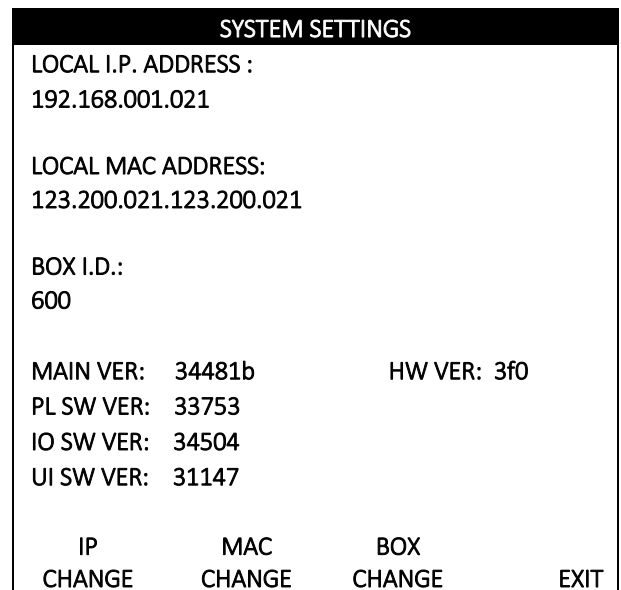 SYSTEM SETTINGS
LOCAL I.P. ADDRESS :
192.168.001.021
LOCAL MAC ADDRESS:
123.200.021.123.200.021
BOX I.D.:
600
MAIN VER: 34481b HW VER: 3f0
PL SW VER: 33753
IO SW VER: 34504
UI SW VER: 31147
IP MAC BOX
CHANGE CHANGE CHANGE EXIT